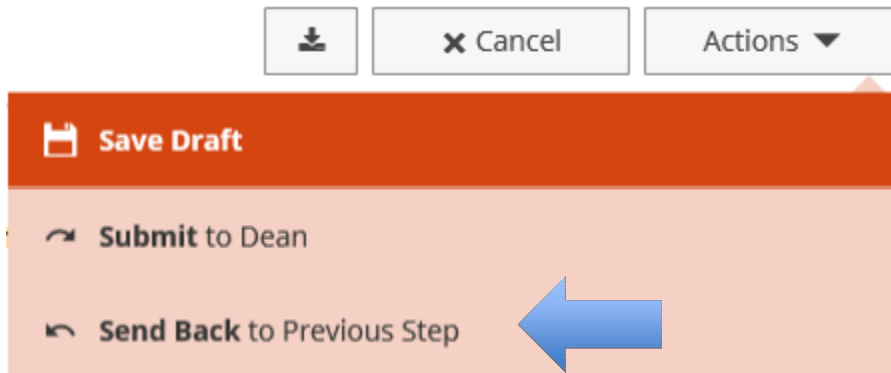 Cancel
Actions
Save Draft
Submit to Dean
Send Back to Previous Step